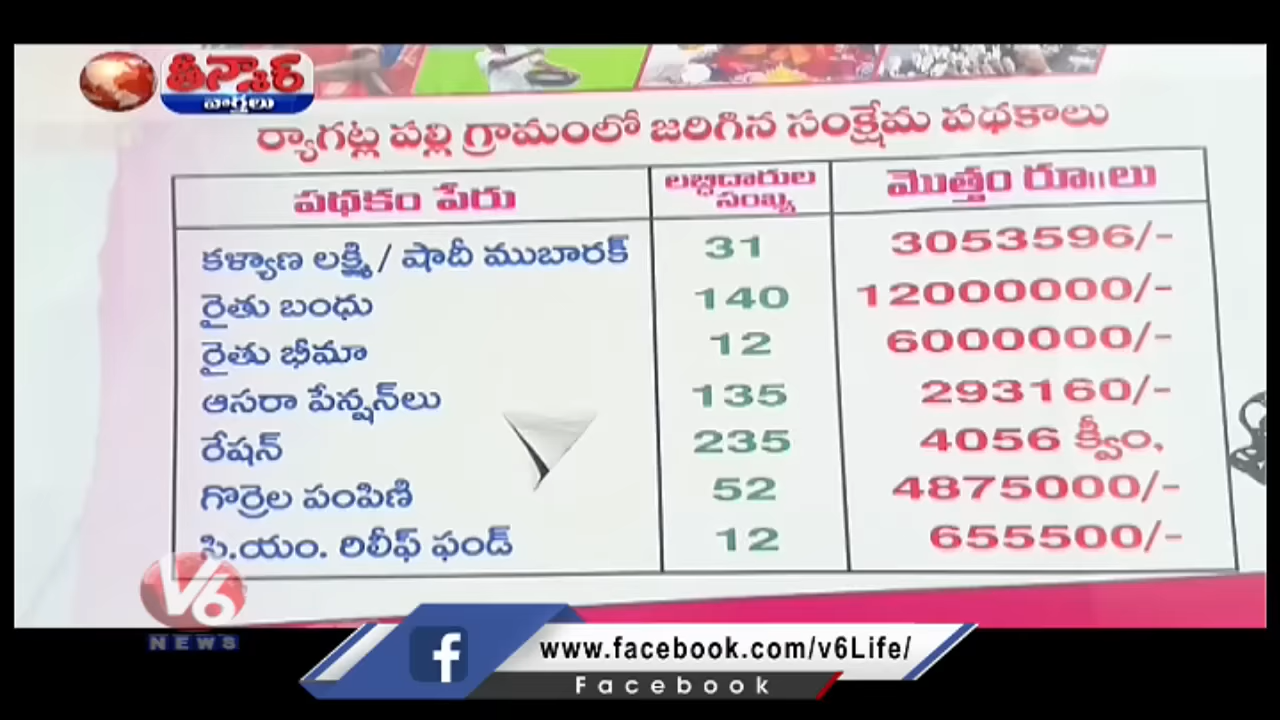 తీన్మార్
వార్తలు
ర్యాగట్ల పల్లి గ్రామంలో జరిగిన సంక్షేమ పథకాలు
పథకం పేరు లబ్ధిదారుల సంఖ్య మొత్తం రూ॥లు
కళ్యాణ లక్ష్మి / షాదీ ముబారక్ 31 3053596/-
రైతు బంధు 140 12000000/-
రైతు భీమా 12 6000000/-
ఆసరా పేన్షన్‌లు 135 293160/-
రేషన్ 235 4056 క్వీం,
గొర్రెల పంపిణి 52 4875000/-
సి.యం. రిలీఫ్ ఫండ్ 12 655500/-
V6
NEWS
www.facebook.com/v6Life/
Facebook